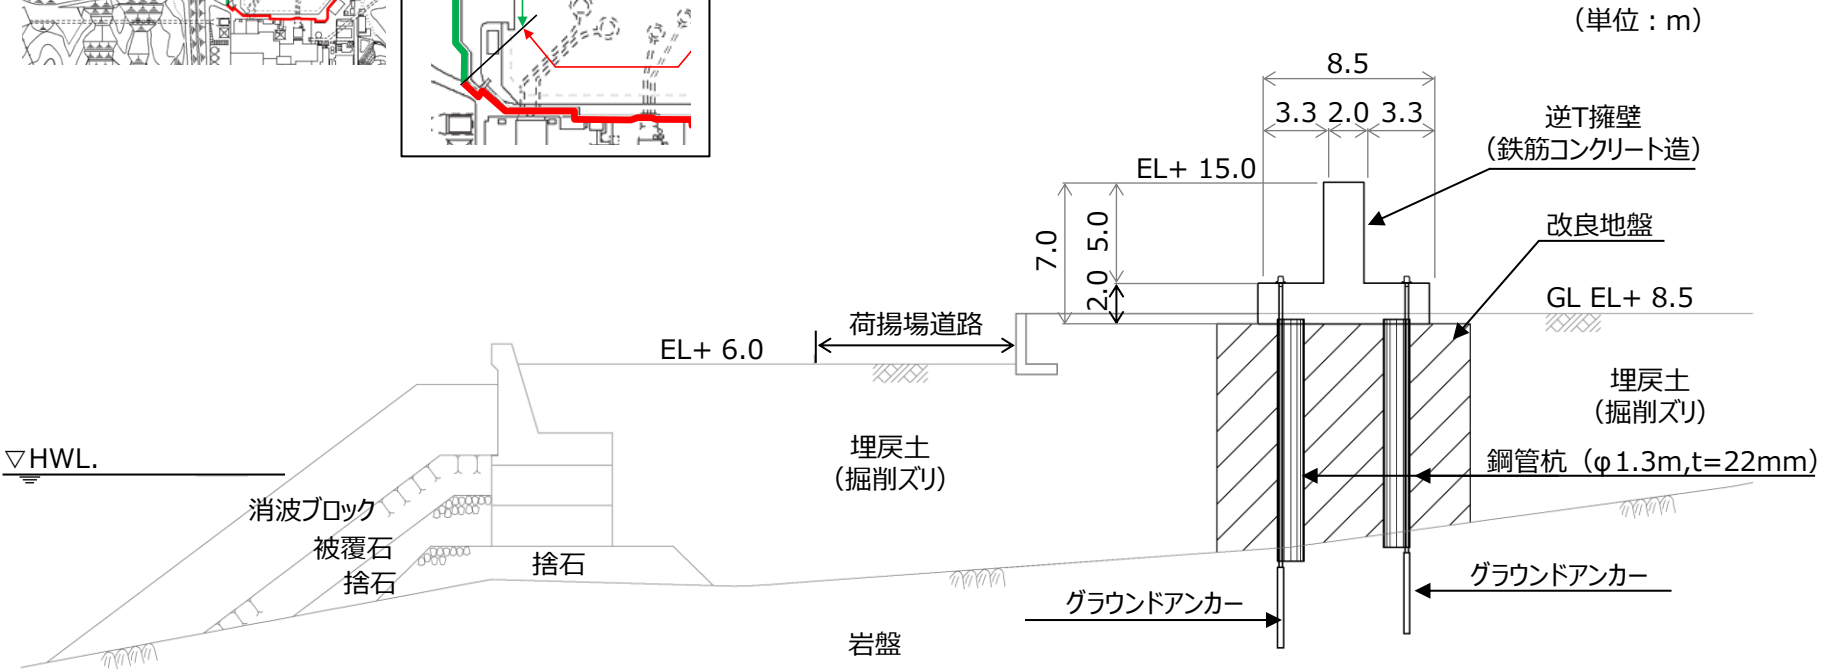 （単位：m）
8.5
3.3 2.0 3.3
逆T擁壁
（鉄筋コンクリート造）
EL+ 15.0
改良地盤
7.0
5.0
2.0
GL EL+ 8.5
荷揚場道路
EL+ 6.0
埋戻土
（掘削ズリ）
埋戻土
（掘削ズリ）
▽HWL.
鋼管杭（φ1.3m,t=22mm）
消波ブロック
被覆石
捨石
捨石
グラウンドアンカー
グラウンドアンカー
岩盤